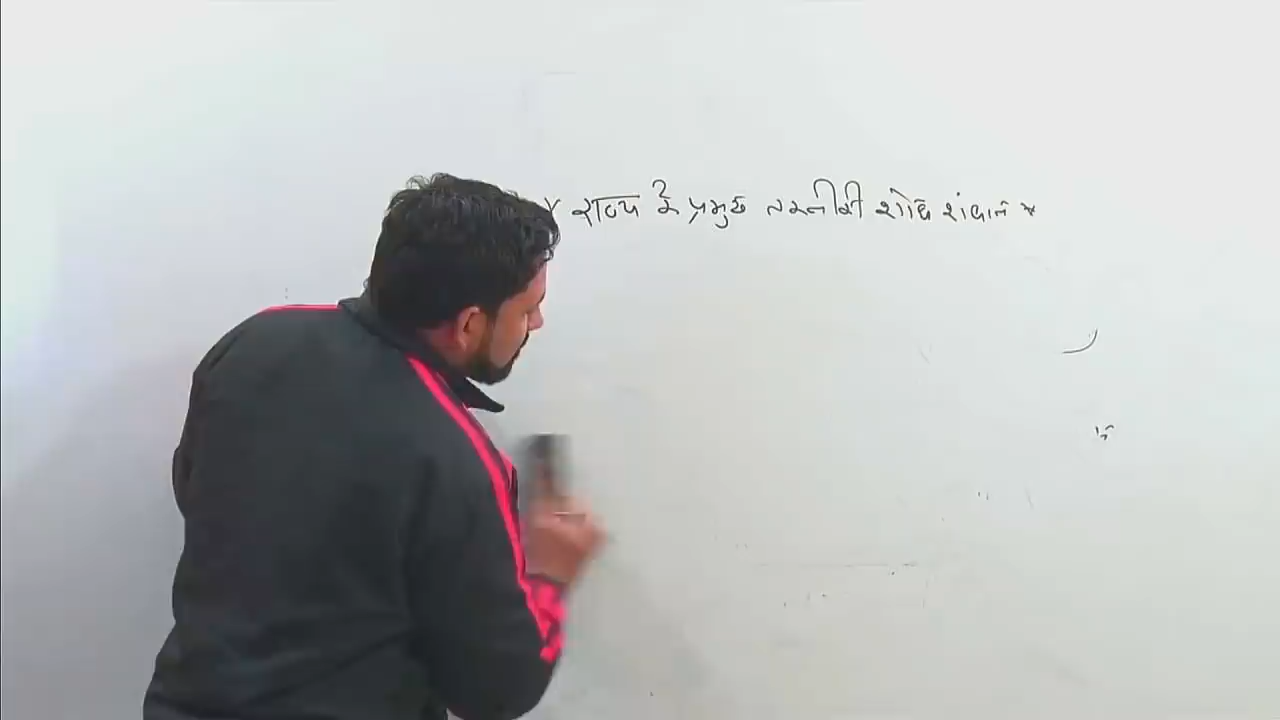 * राज्य के प्रमुख तकनीकी शोध संस्थान *